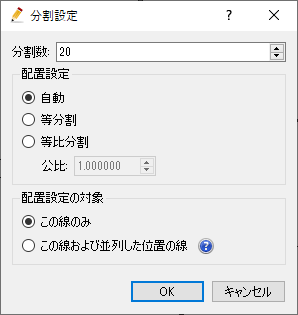 分割設定
分割数: 20
配置設定
自動
等分割
等比分割
公比: 1.000000
配置設定の対象
この線のみ
この線および並列した位置の線
OK キャンセル